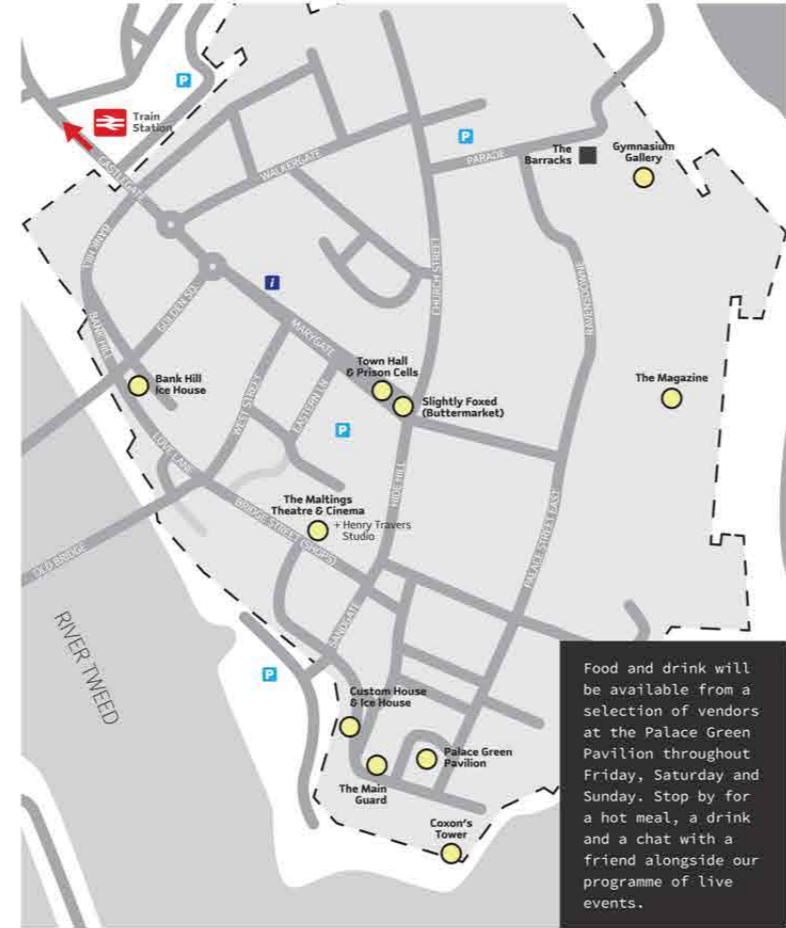 P
Train
Station
CASTLEGATE
WALKERGATE
P
PARADE
The
Barracks
Gymnasium
Gallery
BANK HILL
GOLDEN SQ.
i
CHURCH STREET
RAVENSDOWNE
MARYGATE
Bank Hill
Ice House
WEST STREET
EASTERN LN
Town Hall
& Prison Cells
Slightly Foxed
(Buttermarket)
The Magazine
P
LOVE LANE
HIDE HILL
The Maltings
Theatre & Cinema
+ Henry Travers
Studio
BRIDGE STREET (SHOPS)
OLD BRIDGE
PALACE STREET EAST
RIVER TWEED
SANDGATE
P
Custom House
& Ice House
The Main
Guard
Palace Green
Pavilion
Coxon's
Tower
Food and drink will
be available from a
selection of vendors
at the Palace Green
Pavilion throughout
Friday, Saturday and
Sunday. Stop by for
a hot meal, a drink
and a chat with a
friend alongside our
programme of live
events.